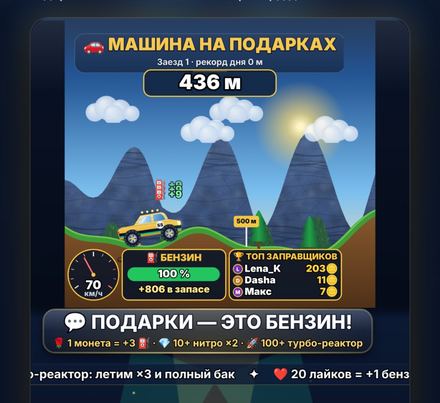 🚗 МАШИНА НА ПОДАРКАХ
Заезд 1 · рекорд дня 0 м
436 м
500 м
70
КМ/Ч
⛽ БЕНЗИН
100 %
+806 в запасе
🏆 ТОП ЗАПРАВЩИКОВ
L Lena_K 203
D Dasha 11
М Макс 7
💬 ПОДАРКИ — ЭТО БЕНЗИН!
🌹 1 монета = +3 ⛽ · 💎 10+ нитро ×2 · 🚀 100+ турбо-реактор
о-реактор: летим ×3 и полный бак ✦ ❤️ 20 лайков = +1 бенз